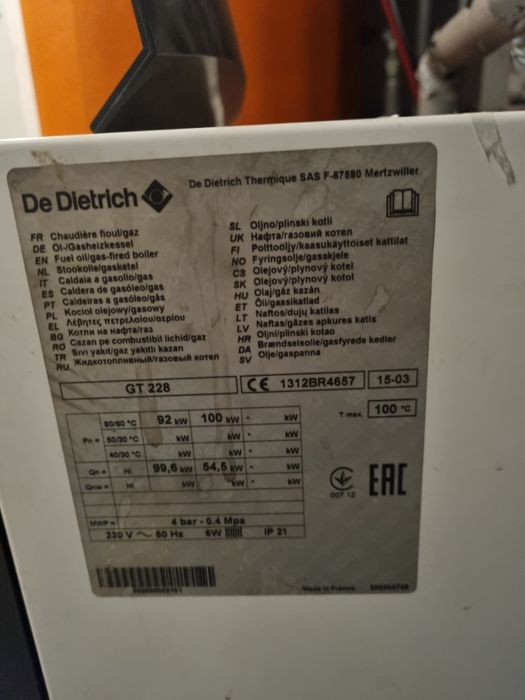 De Dietrich
De Dietrich Thermique SAS F-67580 Mertzwiller
FR Chaudière fioul/gaz
DE Öl-/Gasheizkessel
EN Fuel oil/gas-fired boiler
NL Stookolie/gasketel
IT Caldaia a gasolio/gas
ES Caldera de gasóleo/gas
PT Caldeiras a gasóleo/gás
PL Kocioł olejowy/gasowy
EL Λέβητες πετρελαίου/αερίου
BG Котли на нафта/газ
RO Cazan pe combustibil lichid/gaz
TR Sıvı yakıt/gaz yakıtlı kazan
RU Жидкотопливный/газовый котел
SL Oljno/plinski kotli
UK Нафта/газовий котел
FI Polttoöljy/kaasukäyttöiset kattilat
NO Fyringsolje/gasskjele
CS Olejový/plynový kotel
SK Olejový/plynový kotol
HU Olaj/gáz kazán
ET Õli/gaasikatlad
LT Naftos/dujų katilas
LV Naftas/gāzes apkures katls
HR Oljni/plinski kotao
DA Brændselsolie/gasfyrede kedler
SV Olje/gaspanna
GT 228
CE 1312BR4657
15-03
80/60 °C 92 kW 100 kW - kW
Pn = 50/30 °C kW kW - kW
40/30 °C kW kW - kW
Qn = Hi 99,6 kW 54,5 kW - kW
Qnw = Hi kW kW - kW
T max. 100 °C
007 12
EAC
MWP = 4 bar - 0.4 Mpa
230 V ~ 50 Hz 6W IP 21
Made in France